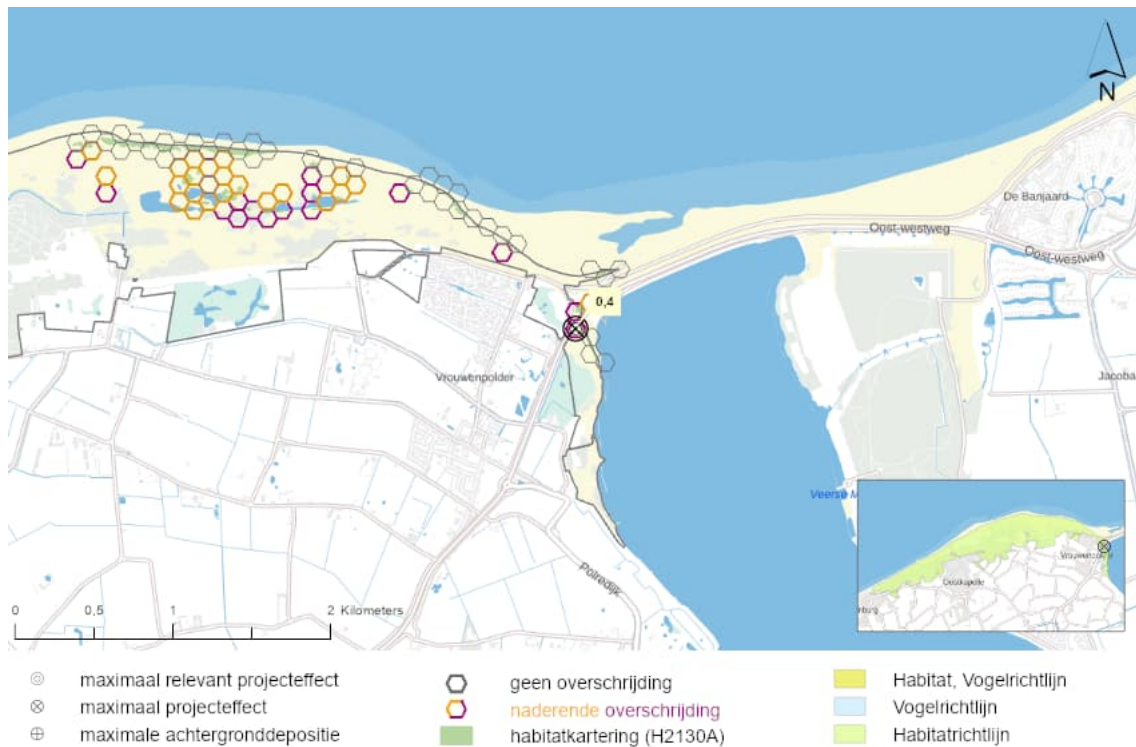 N
De Banjaard
Oost-westweg
Oost-westweg
0,4
Vrouwenpolder
Jacoba
Veerse M
Polredijk
Oostkapelle
0 0,5 1 2 Kilometers
maximaal relevant projecteffect
maximaal projecteffect
maximale achtergronddepositie
geen overschrijding
naderende overschrijding
habitatkartering (H2130A)
Habitat, Vogelrichtlijn
Vogelrichtlijn
Habitatrichtlijn